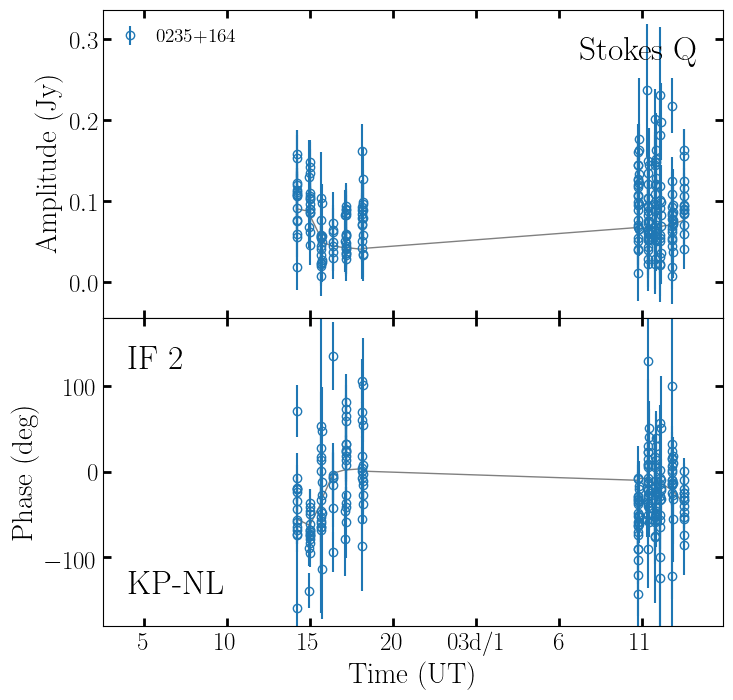 0235+164
Stokes Q
0.3
0.2
0.1
0.0
Amplitude (Jy)
IF 2
100
0
−100
Phase (deg)
KP-NL
5 10 15 20 03d/1 6 11
Time (UT)